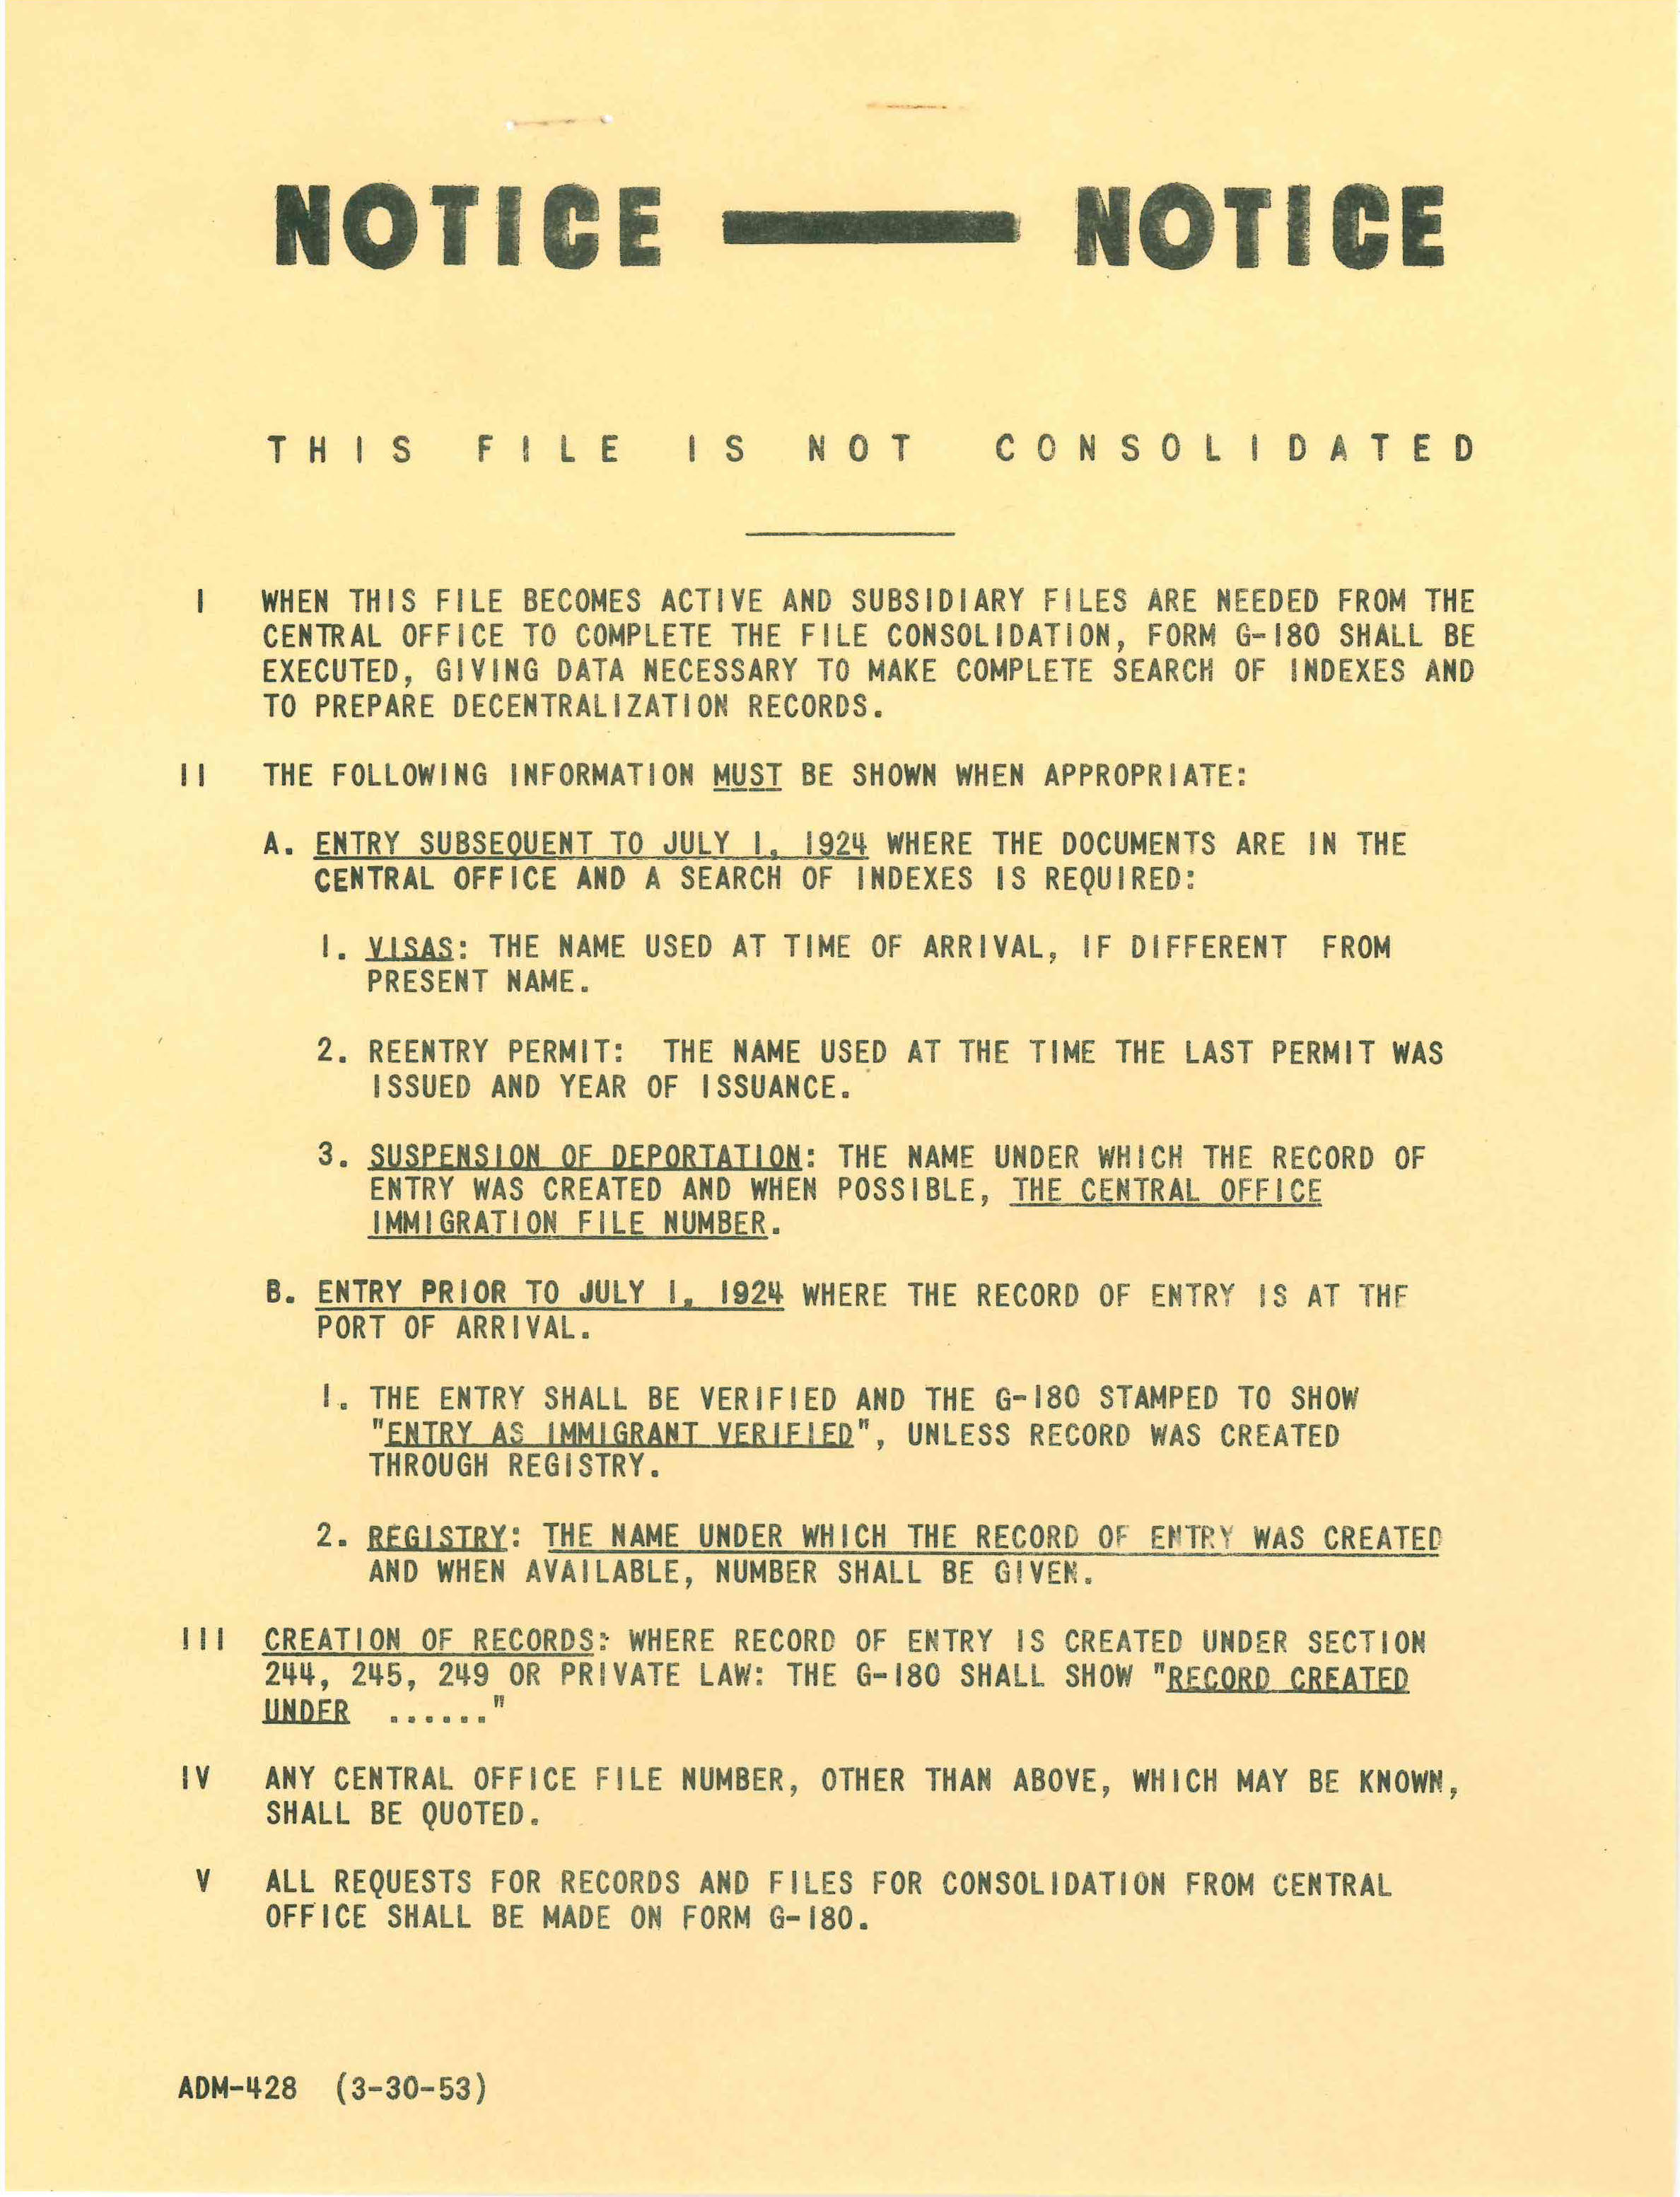 NOTICE — NOTICE
THIS FILE IS NOT CONSOLIDATED
I WHEN THIS FILE BECOMES ACTIVE AND SUBSIDIARY FILES ARE NEEDED FROM THE
CENTRAL OFFICE TO COMPLETE THE FILE CONSOLIDATION, FORM G-180 SHALL BE
EXECUTED, GIVING DATA NECESSARY TO MAKE COMPLETE SEARCH OF INDEXES AND
TO PREPARE DECENTRALIZATION RECORDS.
II THE FOLLOWING INFORMATION MUST BE SHOWN WHEN APPROPRIATE:
A. ENTRY SUBSEQUENT TO JULY 1, 1924 WHERE THE DOCUMENTS ARE IN THE
CENTRAL OFFICE AND A SEARCH OF INDEXES IS REQUIRED:
1. VISAS: THE NAME USED AT TIME OF ARRIVAL, IF DIFFERENT FROM
PRESENT NAME.
2. REENTRY PERMIT: THE NAME USED AT THE TIME THE LAST PERMIT WAS
ISSUED AND YEAR OF ISSUANCE.
3. SUSPENSION OF DEPORTATION: THE NAME UNDER WHICH THE RECORD OF
ENTRY WAS CREATED AND WHEN POSSIBLE, THE CENTRAL OFFICE
IMMIGRATION FILE NUMBER.
B. ENTRY PRIOR TO JULY 1, 1924 WHERE THE RECORD OF ENTRY IS AT THE
PORT OF ARRIVAL.
1. THE ENTRY SHALL BE VERIFIED AND THE G-180 STAMPED TO SHOW
"ENTRY AS IMMIGRANT VERIFIED", UNLESS RECORD WAS CREATED
THROUGH REGISTRY.
2. REGISTRY: THE NAME UNDER WHICH THE RECORD OF ENTRY WAS CREATED
AND WHEN AVAILABLE, NUMBER SHALL BE GIVEN.
III CREATION OF RECORDS: WHERE RECORD OF ENTRY IS CREATED UNDER SECTION
244, 245, 249 OR PRIVATE LAW: THE G-180 SHALL SHOW "RECORD CREATED
UNDER ......"
IV ANY CENTRAL OFFICE FILE NUMBER, OTHER THAN ABOVE, WHICH MAY BE KNOWN,
SHALL BE QUOTED.
V ALL REQUESTS FOR RECORDS AND FILES FOR CONSOLIDATION FROM CENTRAL
OFFICE SHALL BE MADE ON FORM G-180.
ADM-428 (3-30-53)